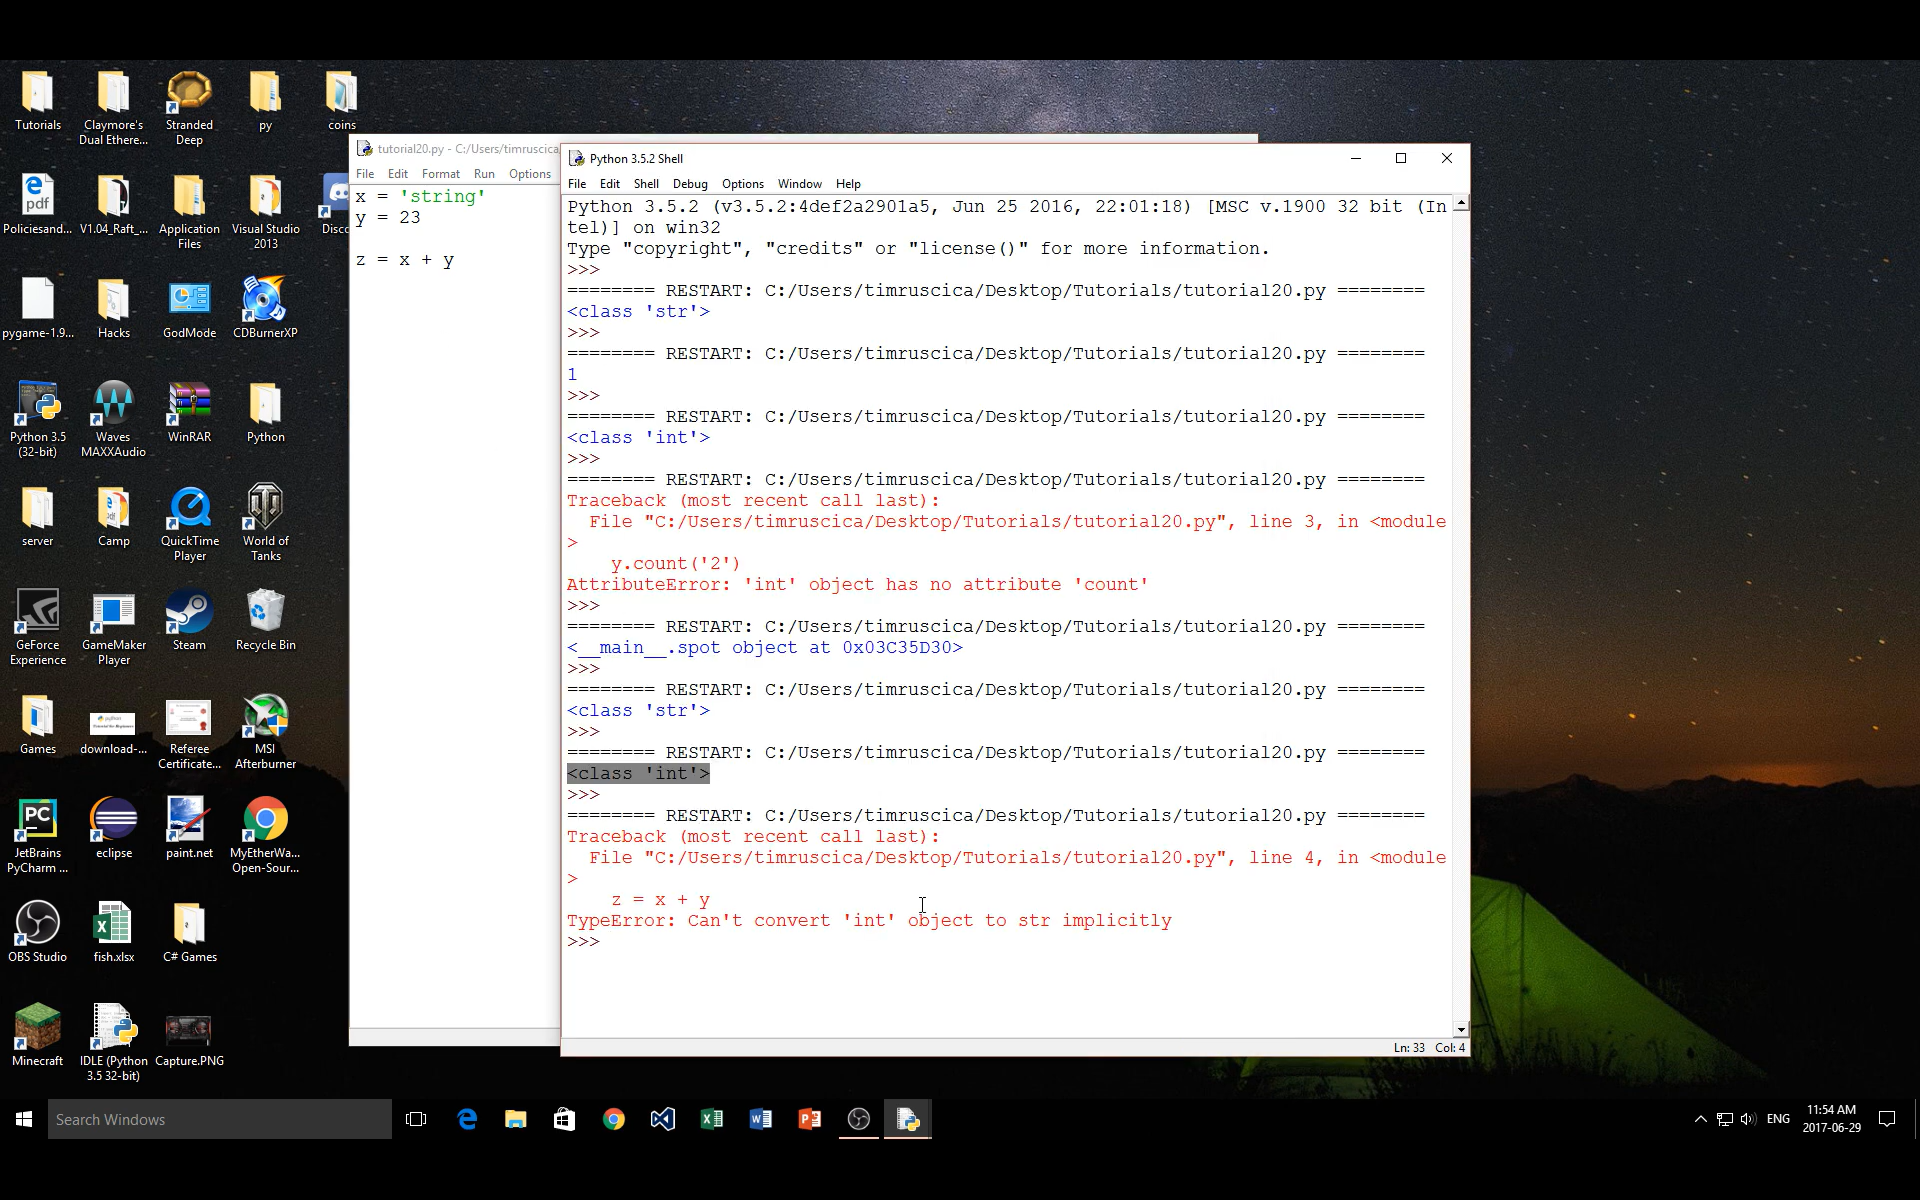 Tutorials
Claymore's
Dual Ethere...
Stranded
Deep
py
coins
Policiesand...
V1.04_Raft_...
Application
Files
Visual Studio
2013
Disco
pygame-1.9...
Hacks
GodMode
CDBurnerXP
Python 3.5
(32-bit)
Waves
MAXXAudio
WinRAR
Python
server
Camp
QuickTime
Player
World of
Tanks
GeForce
Experience
GameMaker
Player
Steam
Recycle Bin
Games
download-...
Referee
Certificate...
MSI
Afterburner
JetBrains
PyCharm ...
eclipse
paint.net
MyEtherWa...
Open-Sour...
OBS Studio
fish.xlsx
C# Games
Minecraft
IDLE (Python
3.5 32-bit)
Capture.PNG
tutorial20.py - C:/Users/timruscica
File Edit Format Run Options
x = 'string'
y = 23
z = x + y
Python 3.5.2 Shell
File Edit Shell Debug Options Window Help
Python 3.5.2 (v3.5.2:4def2a2901a5, Jun 25 2016, 22:01:18) [MSC v.1900 32 bit (In
tel)] on win32
Type "copyright", "credits" or "license()" for more information.
>>>
======== RESTART: C:/Users/timruscica/Desktop/Tutorials/tutorial20.py ========
<class 'str'>
>>>
======== RESTART: C:/Users/timruscica/Desktop/Tutorials/tutorial20.py ========
1
>>>
======== RESTART: C:/Users/timruscica/Desktop/Tutorials/tutorial20.py ========
<class 'int'>
>>>
======== RESTART: C:/Users/timruscica/Desktop/Tutorials/tutorial20.py ========
Traceback (most recent call last):
  File "C:/Users/timruscica/Desktop/Tutorials/tutorial20.py", line 3, in <module
>
    y.count('2')
AttributeError: 'int' object has no attribute 'count'
>>>
======== RESTART: C:/Users/timruscica/Desktop/Tutorials/tutorial20.py ========
<__main__.spot object at 0x03C35D30>
>>>
======== RESTART: C:/Users/timruscica/Desktop/Tutorials/tutorial20.py ========
<class 'str'>
>>>
======== RESTART: C:/Users/timruscica/Desktop/Tutorials/tutorial20.py ========
<class 'int'>
>>>
======== RESTART: C:/Users/timruscica/Desktop/Tutorials/tutorial20.py ========
Traceback (most recent call last):
  File "C:/Users/timruscica/Desktop/Tutorials/tutorial20.py", line 4, in <module
>
    z = x + y
TypeError: Can't convert 'int' object to str implicitly
>>>
Ln: 33 Col: 4
Search Windows
ENG
11:54 AM
2017-06-29